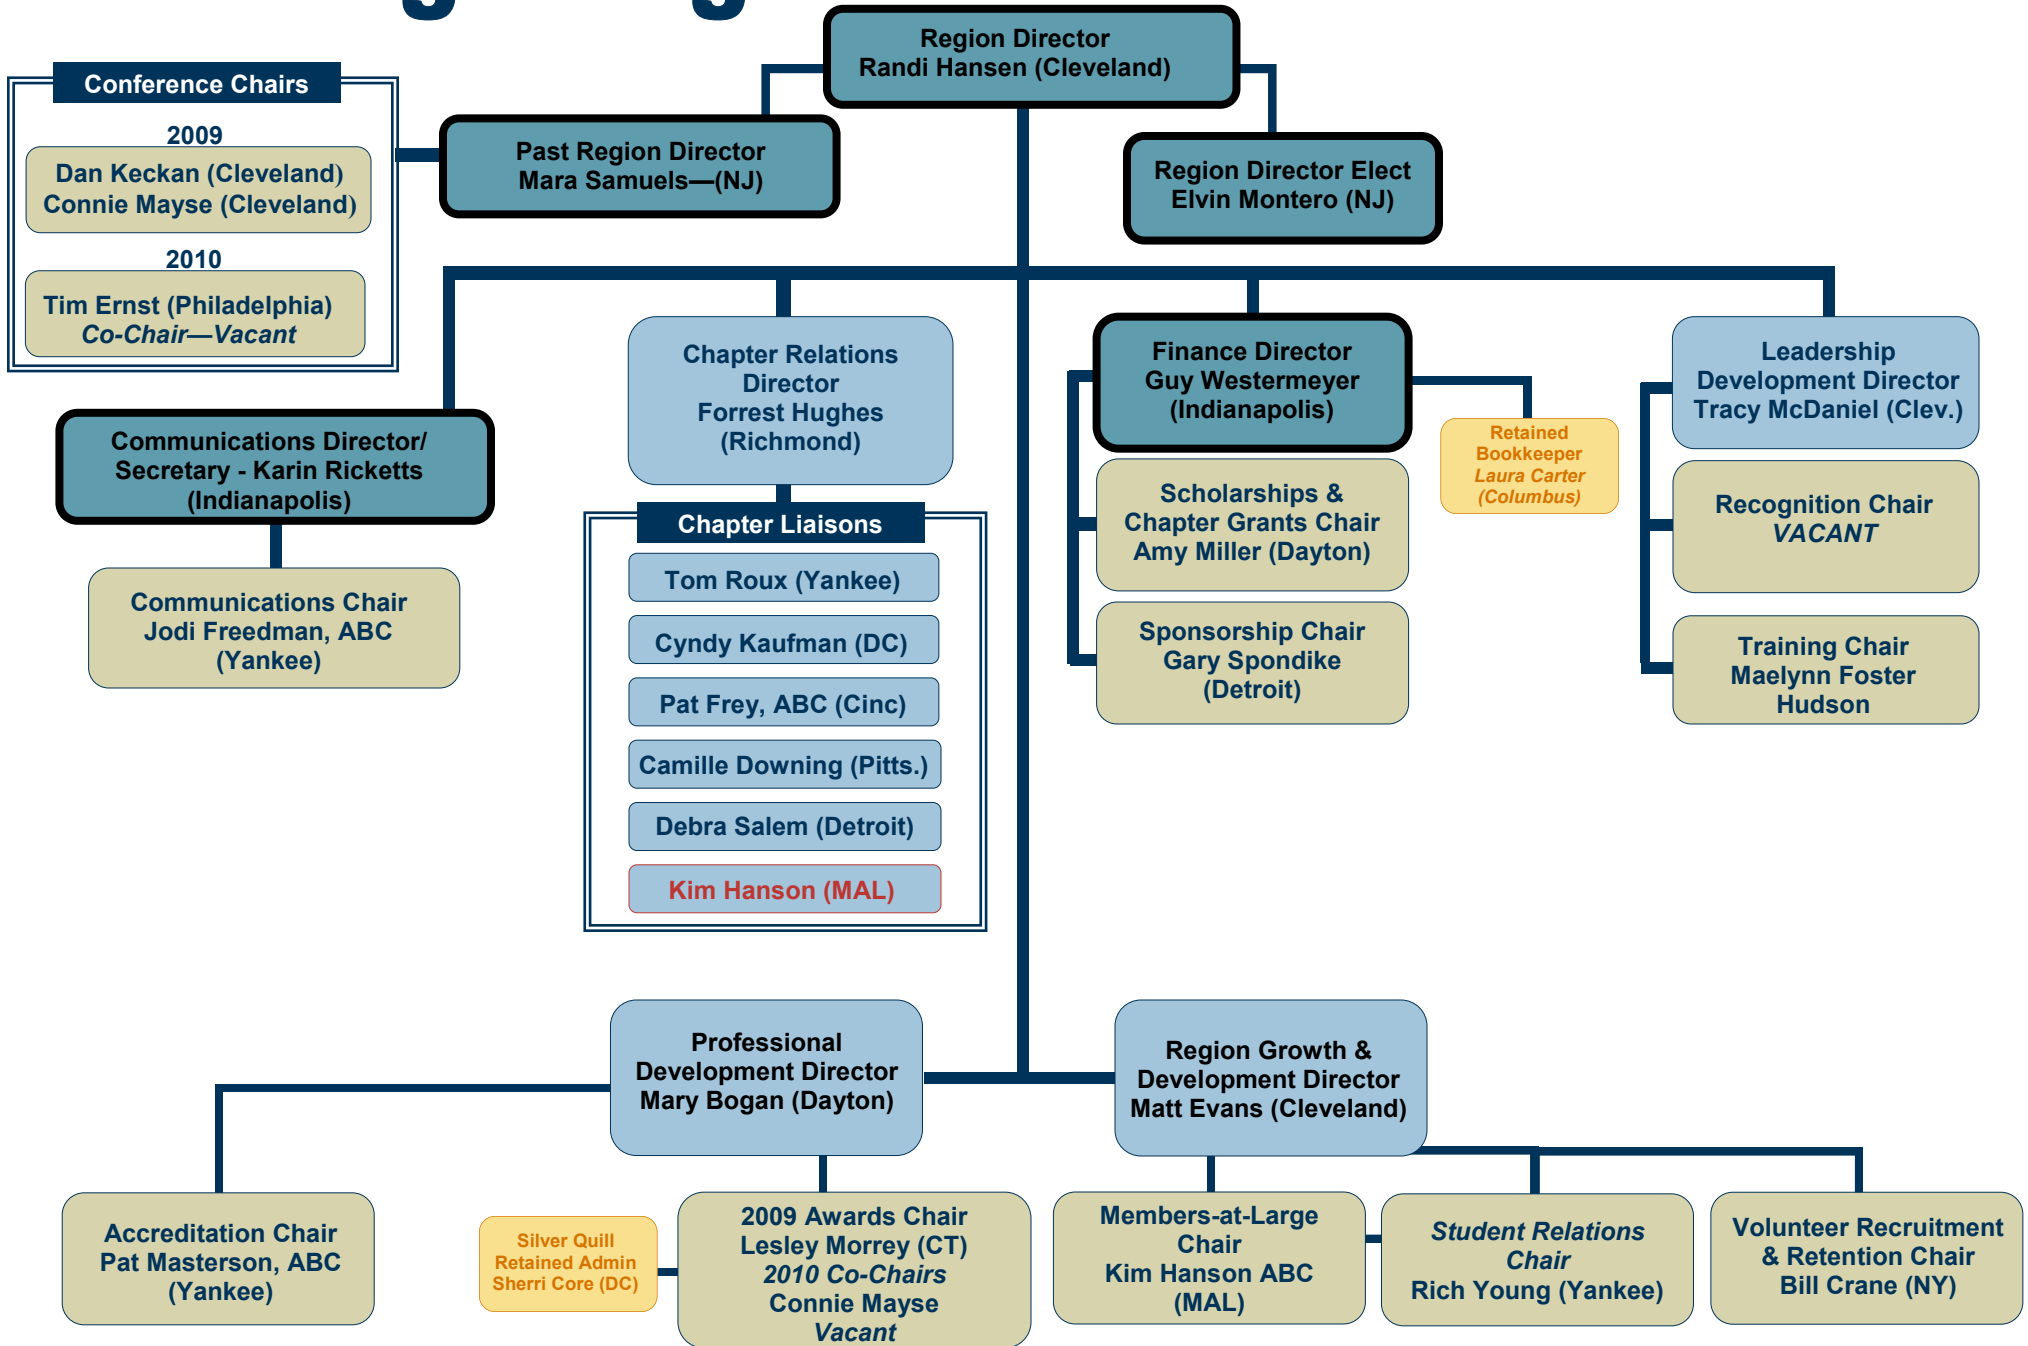 Region Director
Randi Hansen (Cleveland)
Conference Chairs
2009
Dan Keckan (Cleveland)
Connie Mayse (Cleveland)
2010
Tim Ernst (Philadelphia)
Co-Chair—Vacant
Past Region Director
Mara Samuels—(NJ)
Region Director Elect
Elvin Montero (NJ)
Communications Director/
Secretary - Karin Ricketts
(Indianapolis)
Communications Chair
Jodi Freedman, ABC
(Yankee)
Chapter Relations
Director
Forrest Hughes
(Richmond)
Chapter Liaisons
Tom Roux (Yankee)
Cyndy Kaufman (DC)
Pat Frey, ABC (Cinc)
Camille Downing (Pitts.)
Debra Salem (Detroit)
Kim Hanson (MAL)
Finance Director
Guy Westermeyer
(Indianapolis)
Retained
Bookkeeper
Laura Carter
(Columbus)
Scholarships &
Chapter Grants Chair
Amy Miller (Dayton)
Sponsorship Chair
Gary Spondike
(Detroit)
Leadership
Development Director
Tracy McDaniel (Clev.)
Recognition Chair
VACANT
Training Chair
Maelynn Foster
Hudson
Professional
Development Director
Mary Bogan (Dayton)
Region Growth &
Development Director
Matt Evans (Cleveland)
Accreditation Chair
Pat Masterson, ABC
(Yankee)
Silver Quill
Retained Admin
Sherri Core (DC)
2009 Awards Chair
Lesley Morrey (CT)
2010 Co-Chairs
Connie Mayse
Vacant
Members-at-Large
Chair
Kim Hanson ABC
(MAL)
Student Relations
Chair
Rich Young (Yankee)
Volunteer Recruitment
& Retention Chair
Bill Crane (NY)